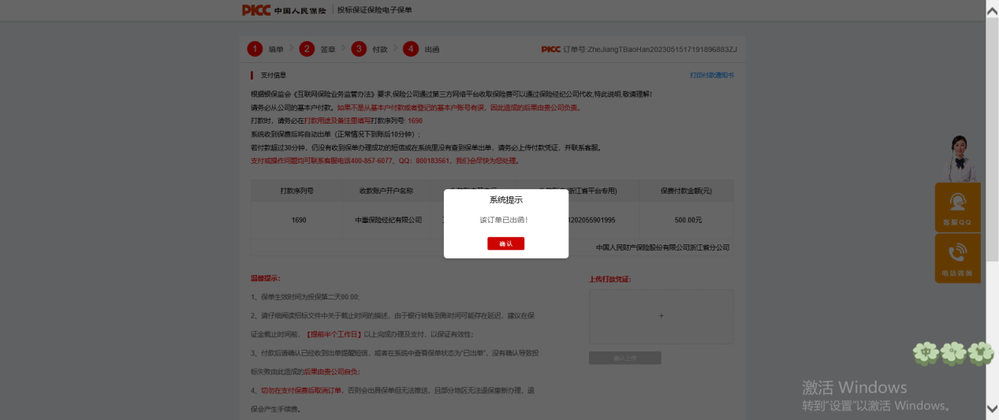 PICC 中国人民保险 投标保证保险电子保单
1 填单 > 2 签章 > 3 付款 > 4 出函
PICC 订单号:ZheJiangTBaoHan2023051517191896883ZJ
支付信息
打印付款通知书
根据银保监会《互联网保险业务监管办法》要求,保险公司通过第三方网络平台收取保险费可以通过保险经纪公司代收,特此说明,敬请理解!
请务必从公司的基本户付款。如果不是从基本户付款或者登记的基本户账号有误，因此造成的后果由贵公司负责。
打款时，请务必在打款用途及备注里填写打款序列号: 1690
系统收到保费后将自动出单（正常情况下到账后10分钟）;
若付款超过30分钟，仍没有收到保单办理成功的短信或在系统里没有查到保单出单，请务必上传付款凭证，并联系客服。
支付或操作问题均可联系客服电话400-857-6077、QQ：800183561，我们会尽快为您处理。
打款序列号 收款账户开户名称 浙江省平台专用) 保费付款金额(元)
系统提示
该订单已出函!
确认
1690 中重保险经纪有限公司 1202055901995 500.00元
中国人民财产保险股份有限公司浙江省分公司
温馨提示:
1、保单生效时间为投保第二天00:00;
2、请仔细阅读招标文件中关于截止时间的描述，由于银行转账到账时间可能存在延迟，建议在保
证金截止时间前，【提前半个工作日】以上完成办理及支付，以保证有效性;
3、付款后请确认已经收到出单提醒短信，或者在系统中查看保单状态为"已出单"，没有确认导致投
标失败由此造成的后果由贵公司自负;
4、切勿在支付保费后取消订单，否则会出具保单但无法推送，且部分地区无法退保重新办理，退
保会产生手续费。
上传打款凭证:
+
确认上传
客服QQ
电话咨询
激活 Windows
转到"设置"以激活 Windows。